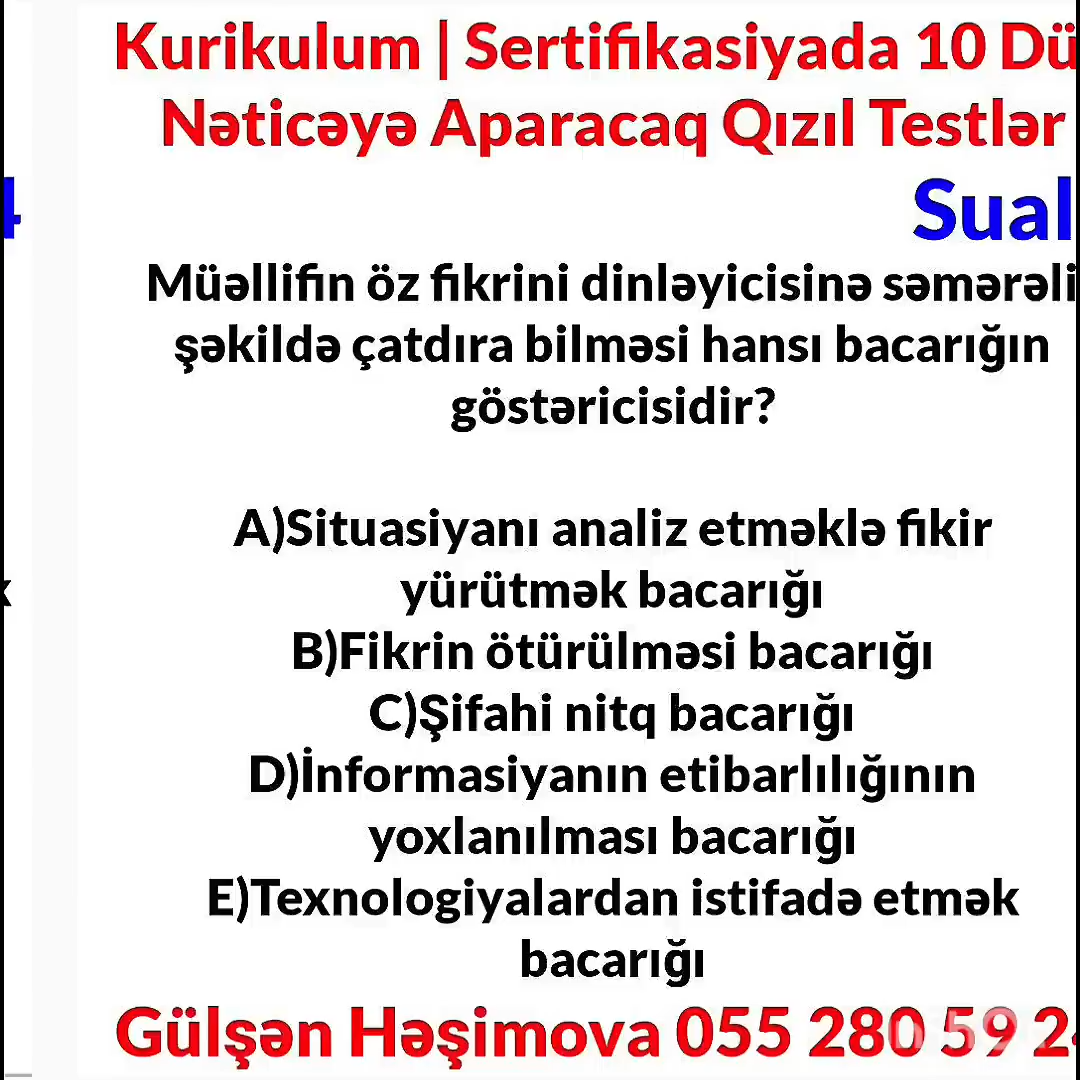 Kurikulum | Sertifikasiyada 10 Dü
Nəticəyə Aparacaq Qızıl Testlər
4
Sual
Müəllifin öz fikrini dinləyicisinə səmərəli
şəkildə çatdıra bilməsi hansı bacarığın
göstəricisidir?
A)Situasiyanı analiz etməklə fikir
yürütmək bacarığı
B)Fikrin ötürülməsi bacarığı
C)Şifahi nitq bacarığı
D)İnformasiyanın etibarlılığının
yoxlanılması bacarığı
E)Texnologiyalardan istifadə etmək
bacarığı
Gülşən Həşimova 055 280 59 2